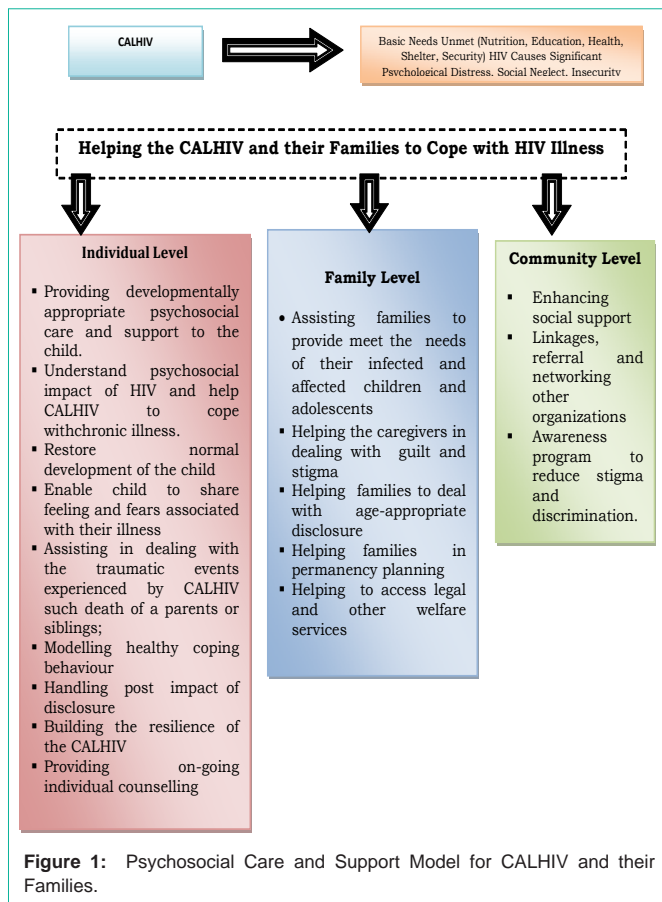 CALHIV
Basic Needs Unmet (Nutrition, Education, Health,
Shelter, Security) HIV Causes Significant
Psychological Distress. Social Neglect. Insecurity
Helping the CALHIV and their Families to Cope with HIV Illness
Individual Level
▪ Providing developmentally
appropriate psychosocial
care and support to the
child.
▪ Understand psychosocial
impact of HIV and help
CALHIV to cope
withchronic illness.
▪ Restore normal
development of the child
▪ Enable child to share
feeling and fears associated
with their illness
▪ Assisting in dealing with
the traumatic events
experienced by CALHIV
such death of a parents or
siblings;
▪ Modelling healthy coping
behaviour
▪ Handling post impact of
disclosure
▪ Building the resilience of
the CALHIV
▪ Providing on-going
individual counselling
Family Level
• Assisting families to
provide meet the needs
of their infected and
affected children and
adolescents
▪ Helping the caregivers in
dealing with guilt and
stigma
▪ Helping families to deal
with age-appropriate
disclosure
▪ Helping families in
permanency planning
▪ Helping to access legal
and other welfare
services
Community Level
▪ Enhancing
social support
▪ Linkages,
referral and
networking
other
organizations
▪ Awareness
program to
reduce stigma
and
discrimination.
Figure 1: Psychosocial Care and Support Model for CALHIV and their
Families.